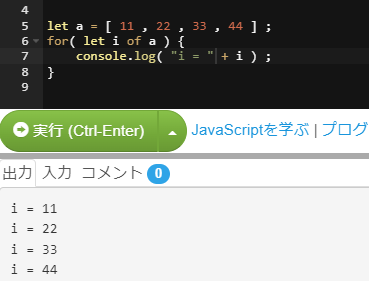 4
5 let a = [ 11 , 22 , 33 , 44 ] ;
6 for( let i of a ) {
7 console.log( "i = " + i ) ;
8 }
9
実行 (Ctrl-Enter) JavaScriptを学ぶ | プログ
出力 入力 コメント 0
i = 11
i = 22
i = 33
i = 44